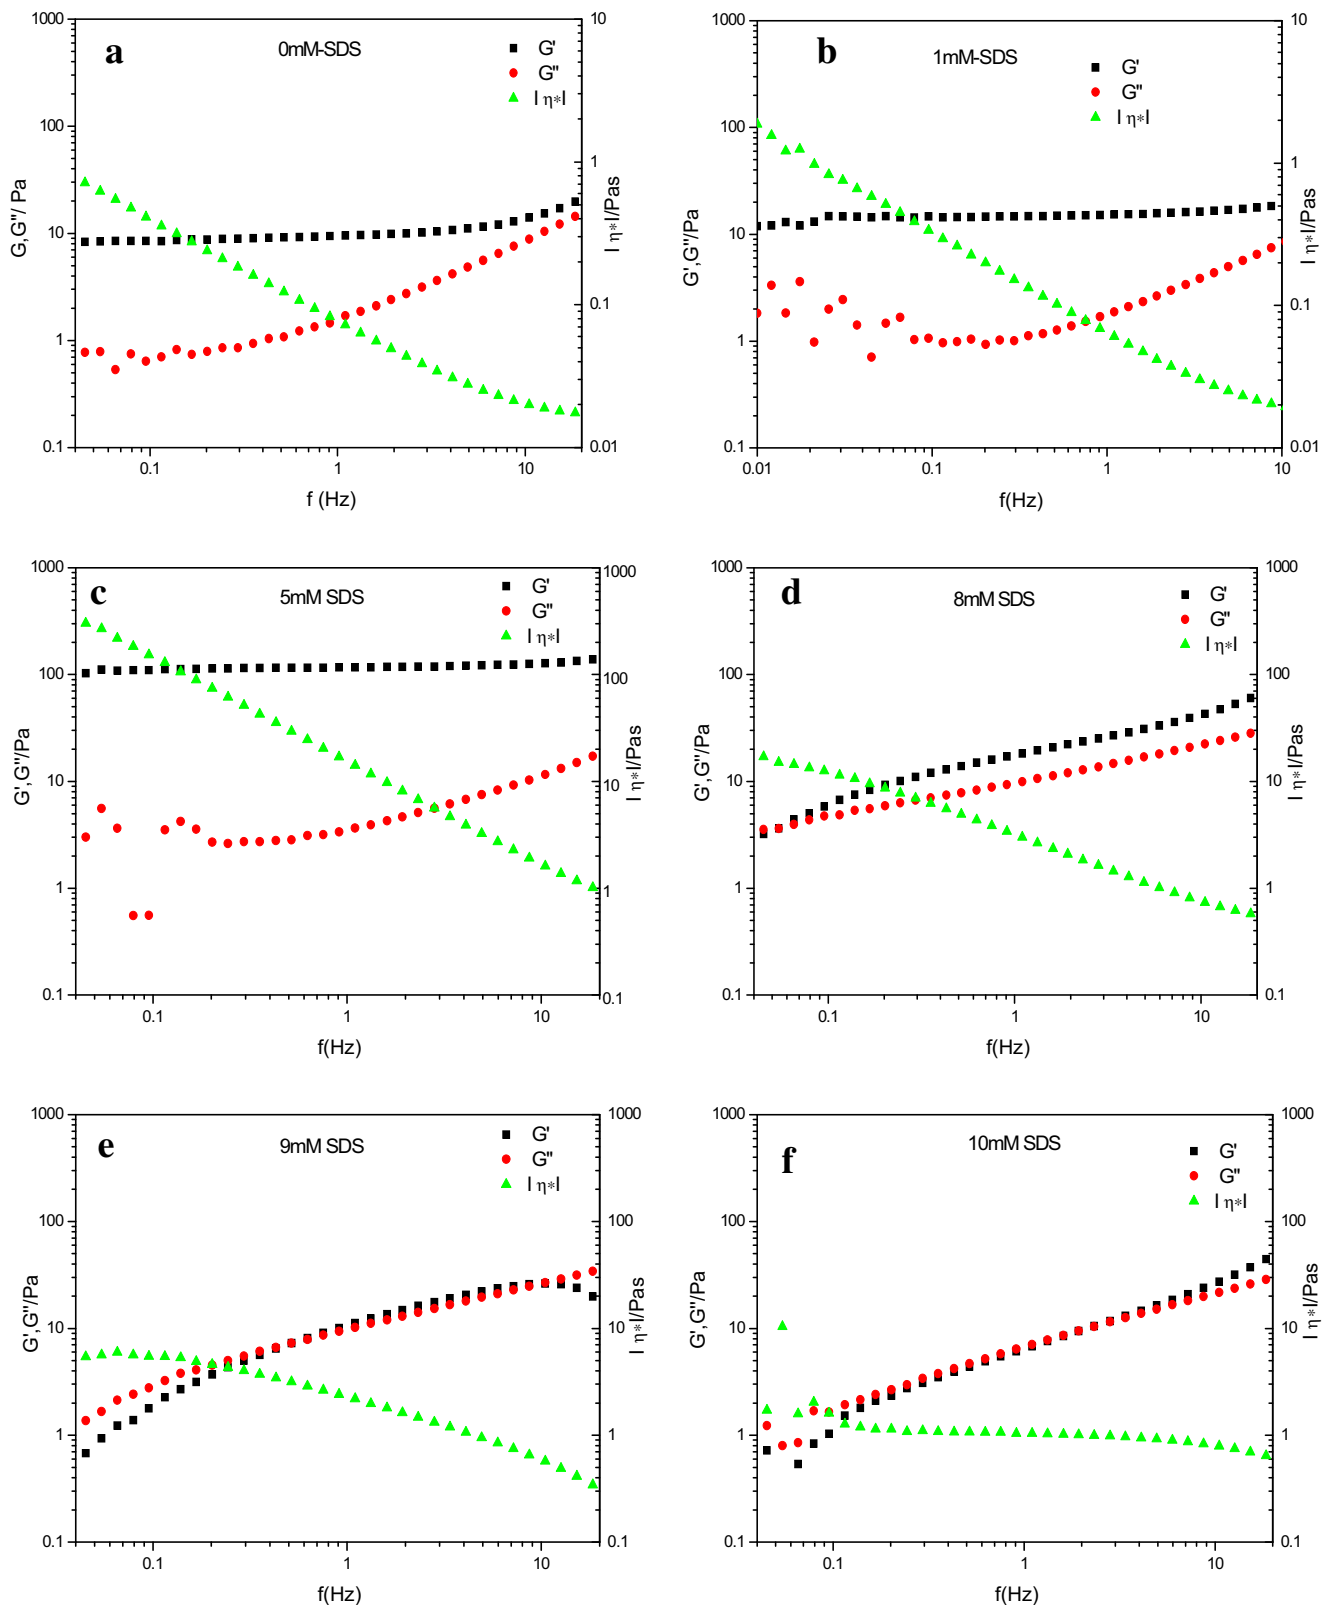 a
0mM-SDS
G'
G"
I η*I
1000
100
10
1
0.1
G,G"/ Pa
10
1
0.1
0.01
I η*I/Pas
0.1
1
10
f (Hz)
b
1mM-SDS
G'
G"
I η*I
1000
100
10
1
0.1
G',G"/Pa
10
1
0.1
0.01
I η*I/Pas
0.01
0.1
1
10
f(Hz)
c
5mM SDS
G'
G"
I η*I
1000
100
10
1
0.1
G',G"/Pa
1000
100
10
1
0.1
I η*I/Pas
0.1
1
10
f(Hz)
d
8mM SDS
G'
G"
I η*I
1000
100
10
1
0.1
G',G"/Pa
1000
100
10
1
0.1
I η*I/Pas
0.1
1
10
f(Hz)
e
9mM SDS
G'
G"
I η*I
1000
100
10
1
0.1
G',G"/Pa
1000
100
10
1
0.1
I η*I/Pas
0.1
1
10
f(Hz)
f
10mM SDS
G'
G"
I η*I
1000
100
10
1
0.1
G',G"/Pa
1000
100
10
1
0.1
I η*I/Pas
0.1
1
10
f(Hz)